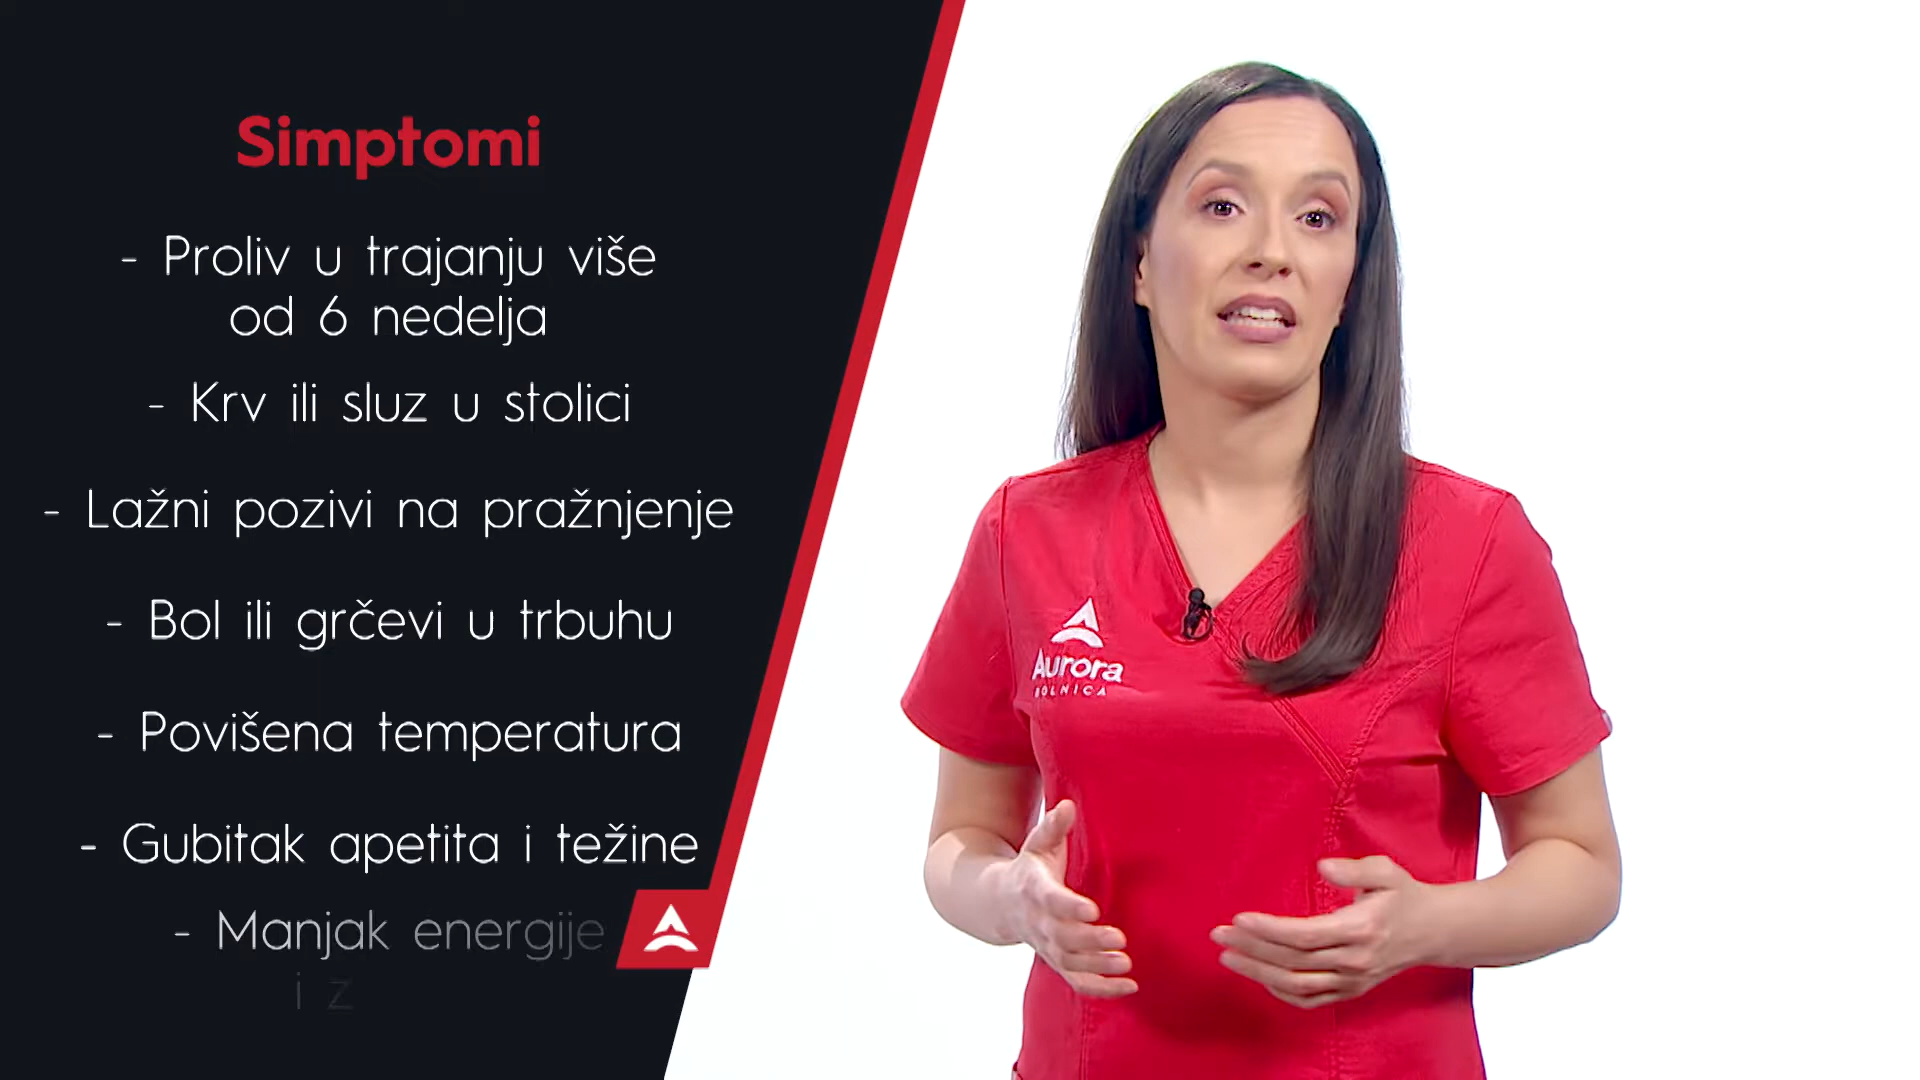 Simptomi
- Proliv u trajanju više
od 6 nedelja
- Krv ili sluz u stolici
- Lažni pozivi na pražnjenje
- Bol ili grčevi u trbuhu
- Povišena temperatura
- Gubitak apetita i težine
- Manjak energije
i z
Aurora
BOLNICA